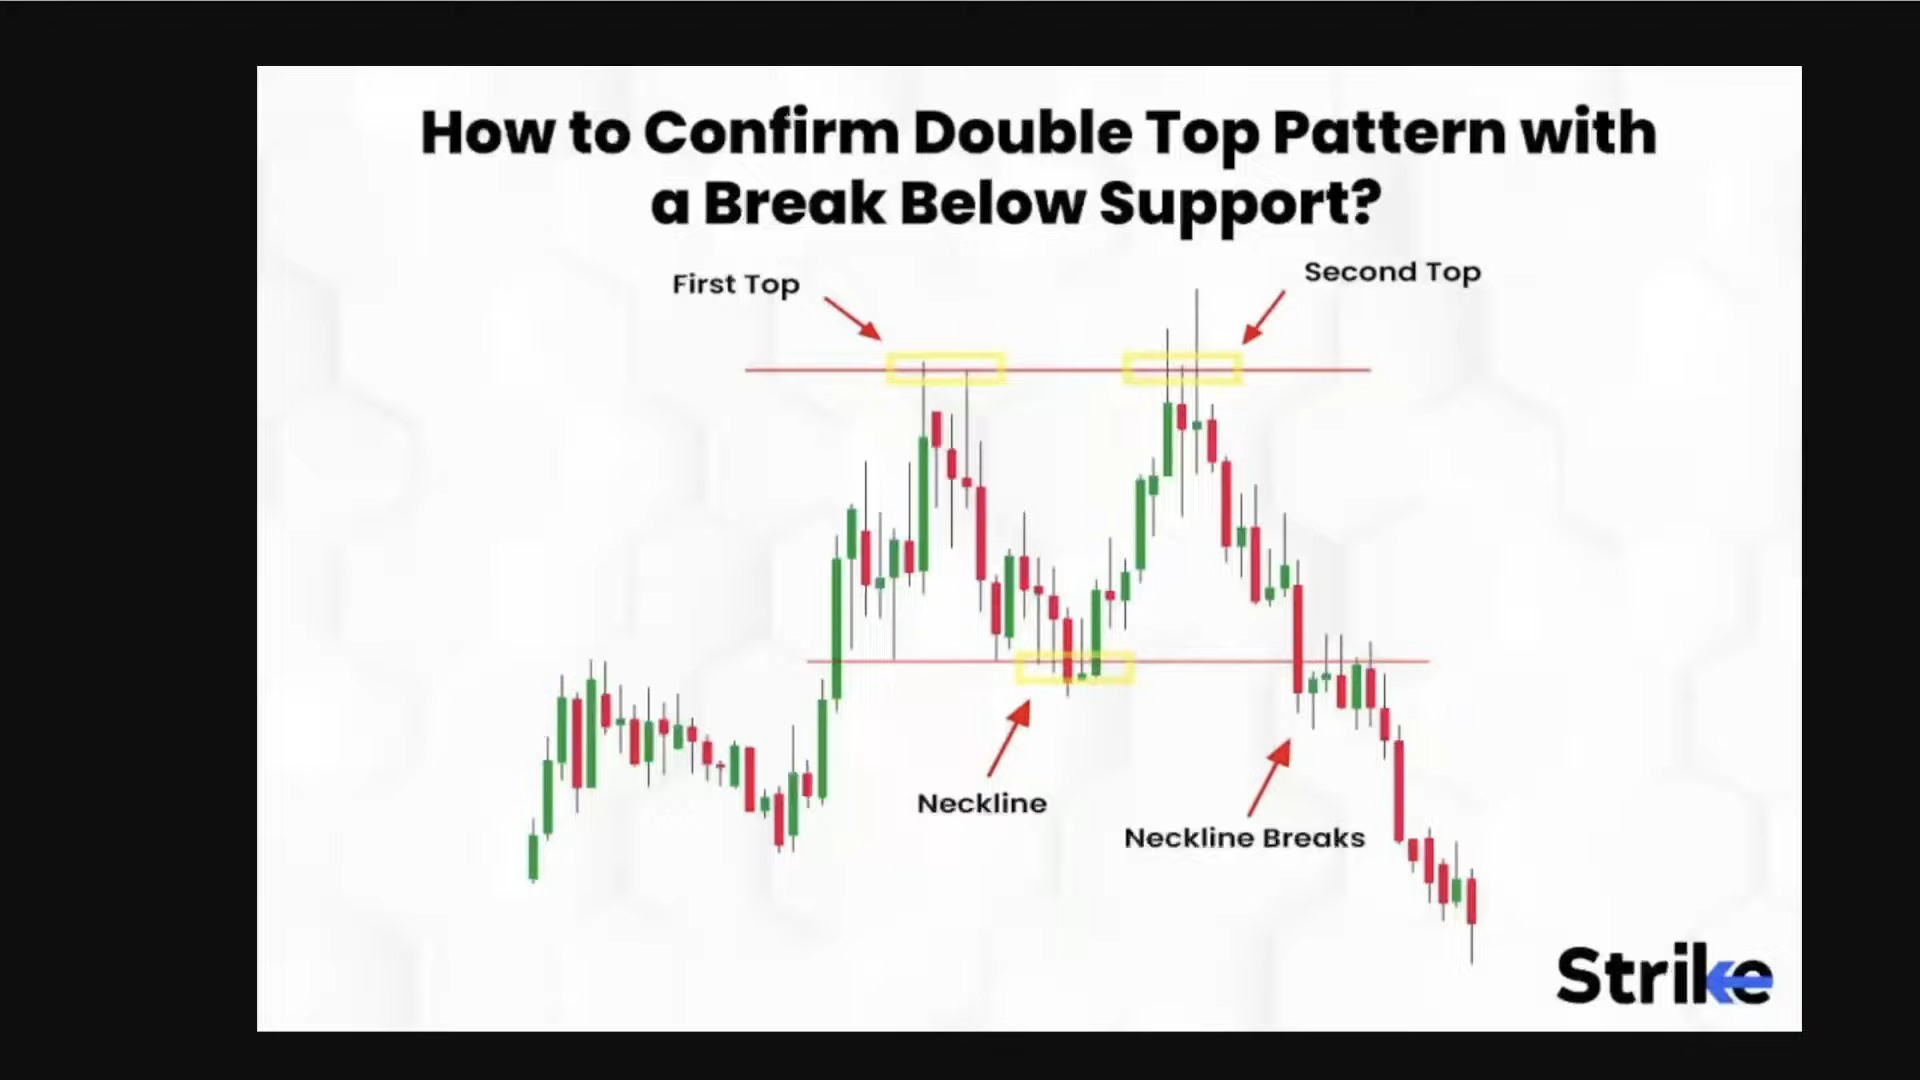 How to Confirm Double Top Pattern with
a Break Below Support?
First Top
Second Top
Neckline
Neckline Breaks
Strike